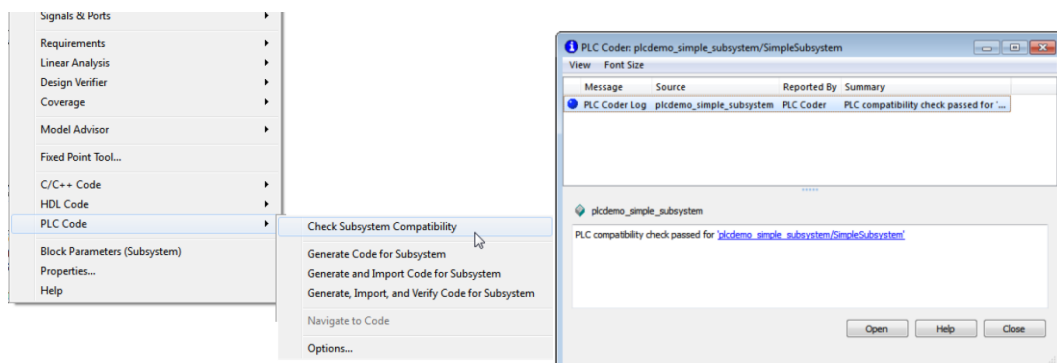 Signals & Ports
Requirements
Linear Analysis
Design Verifier
Coverage
Model Advisor
Fixed Point Tool...
C/C++ Code
HDL Code
PLC Code
Block Parameters (Subsystem)
Properties...
Help
Check Subsystem Compatibility
Generate Code for Subsystem
Generate and Import Code for Subsystem
Generate, Import, and Verify Code for Subsystem
Navigate to Code
Options...
PLC Coder: plcdemo_simple_subsystem/SimpleSubsystem
View Font Size
Message Source Reported By Summary
PLC Coder Log plcdemo_simple_subsystem PLC Coder PLC compatibility check passed for '...
plcdemo_simple_subsystem
PLC compatibility check passed for 'plcdemo_simple_subsystem/SimpleSubsystem'
Open Help Close